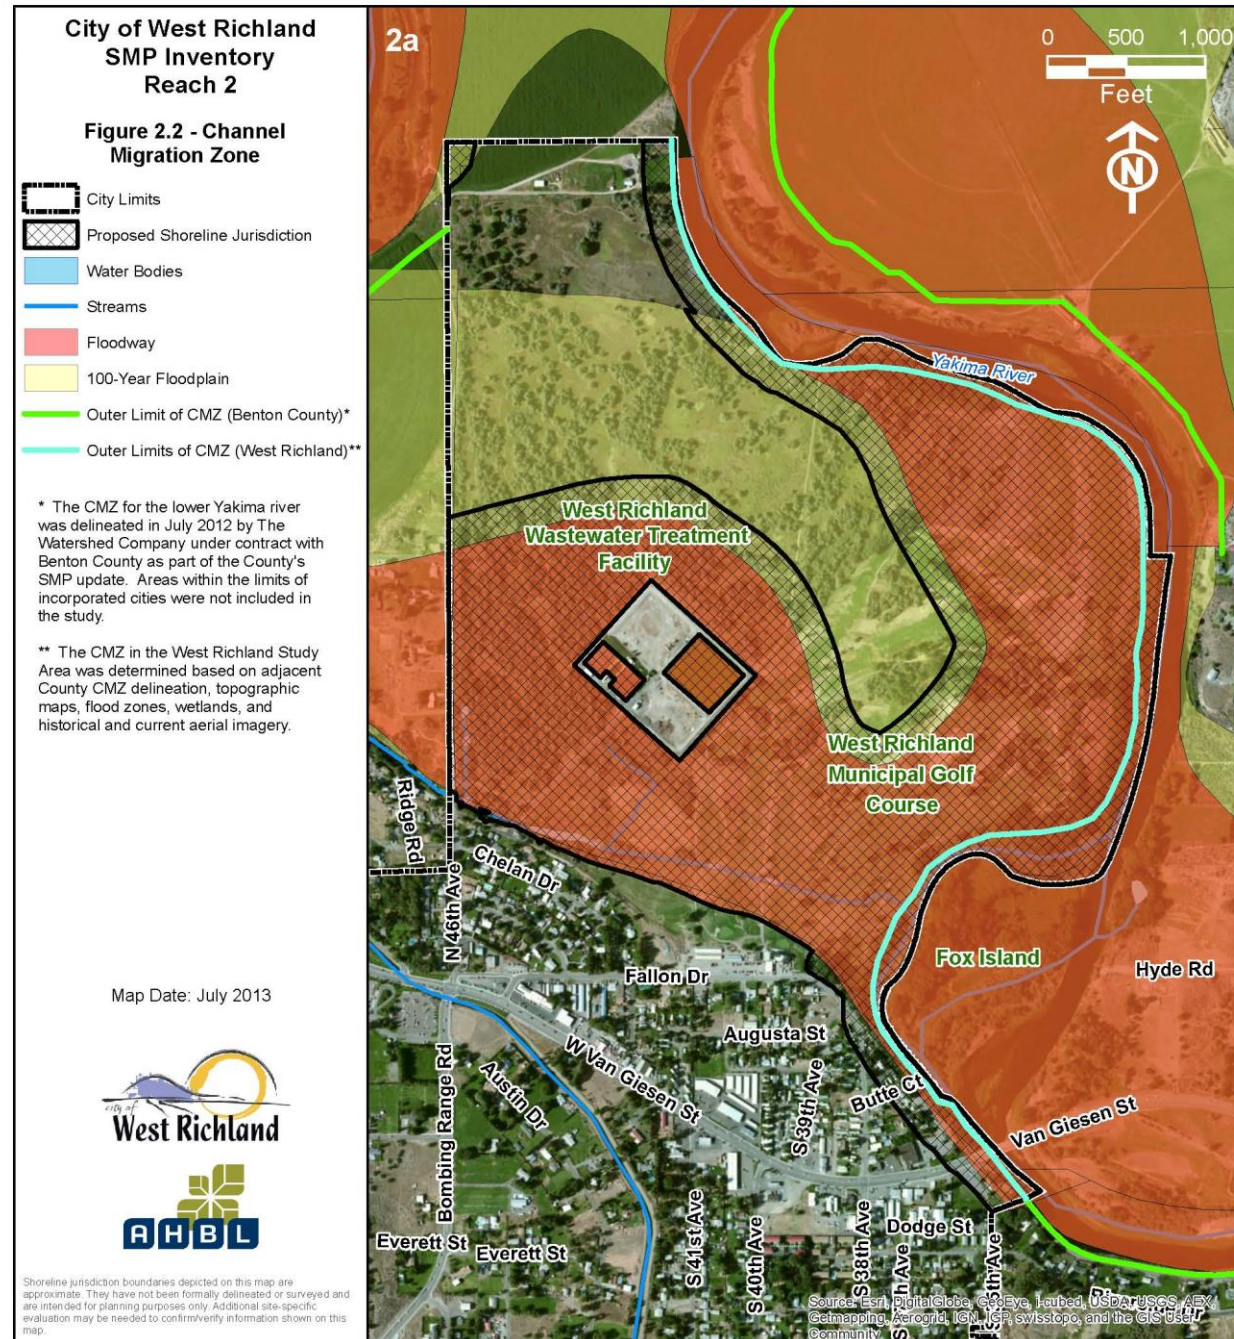 City of West Richland
SMP Inventory
Reach 2
Figure 2.2 - Channel
Migration Zone
City Limits
Proposed Shoreline Jurisdiction
Water Bodies
Streams
Floodway
100-Year Floodplain
Outer Limit of CMZ (Benton County)*
Outer Limits of CMZ (West Richland)**
* The CMZ for the lower Yakima river
was delineated in July 2012 by The
Watershed Company under contract with
Benton County as part of the County's
SMP update. Areas within the limits of
incorporated cities were not included in
the study.
** The CMZ in the West Richland Study
Area was determined based on adjacent
County CMZ delineation, topographic
maps, flood zones, wetlands, and
historical and current aerial imagery.
Map Date: July 2013
city of
West Richland
AHBL
Shoreline jurisdiction boundaries depicted on this map are
approximate. They have not been formally delineated or surveyed and
are intended for planning purposes only. Additional site-specific
evaluation may be needed to confirm/verify information shown on this
map.
2a
0 500 1,000
Feet
N
Yakima River
West Richland
Wastewater Treatment
Facility
West Richland
Municipal Golf
Course
Fox Island
Hyde Rd
Ridge Rd
N 46th Ave
Chelan Dr
Fallon Dr
Augusta St
W Van Giesen St
S 39th Ave
Butte Ct
Van Giesen St
Bombing Range Rd
Austin Dr
Everett St
Everett St
S 41st Ave
S 40th Ave
S 38th Ave
Dodge St
Source: Esri, DigitalGlobe, GeoEye, i-cubed, USDA, USGS, AEX,
Getmapping, Aerogrid, IGN, IGP, swisstopo, and the GIS User
Community